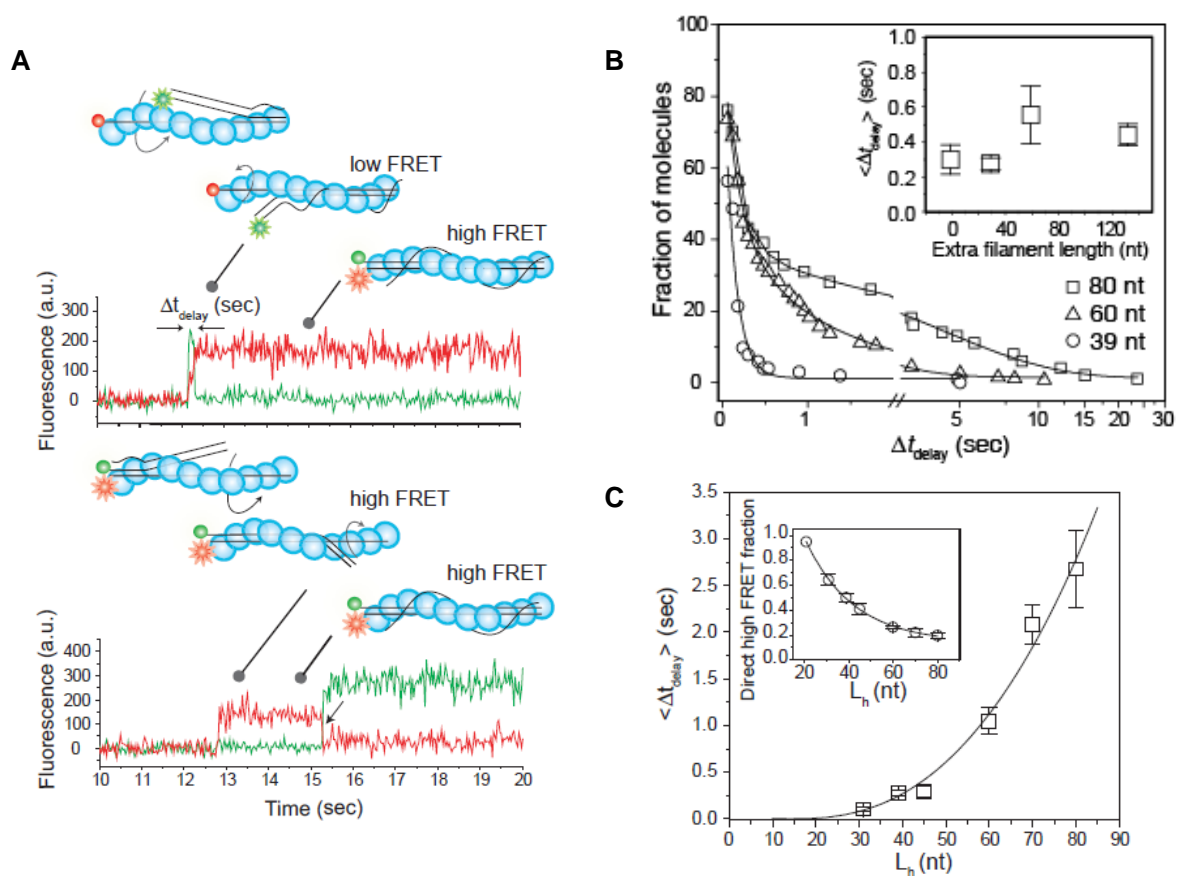 A
low FRET
high FRET
Δt_delay (sec)
Fluorescence (a.u.)
300
200
100
0
high FRET
high FRET
Fluorescence (a.u.)
400
300
200
100
0
10 11 12 13 14 15 16 17 18 19 20
Time (sec)
B
Fraction of molecules
100
80
60
40
20
0
0 1 5 10 15 20 30
Δt_delay (sec)
<Δt_delay> (sec)
1.0
0.8
0.6
0.4
0.2
0.0
0 40 80 120
Extra filament length (nt)
80 nt
60 nt
39 nt
C
<Δt_delay> (sec)
3.5
3.0
2.5
2.0
1.5
1.0
0.5
0.0
0 10 20 30 40 50 60 70 80 90
L_h (nt)
Direct high FRET fraction
1.0
0.8
0.6
0.4
0.2
0.0
20 40 60 80
L_h (nt)